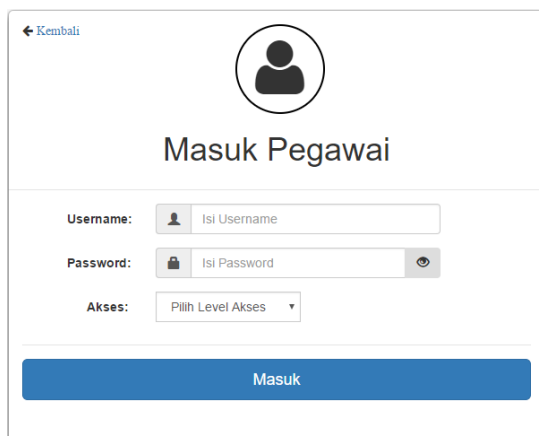 Kembali
Masuk Pegawai
Username: Isi Username
Password: Isi Password
Akses: Pilih Level Akses
Masuk